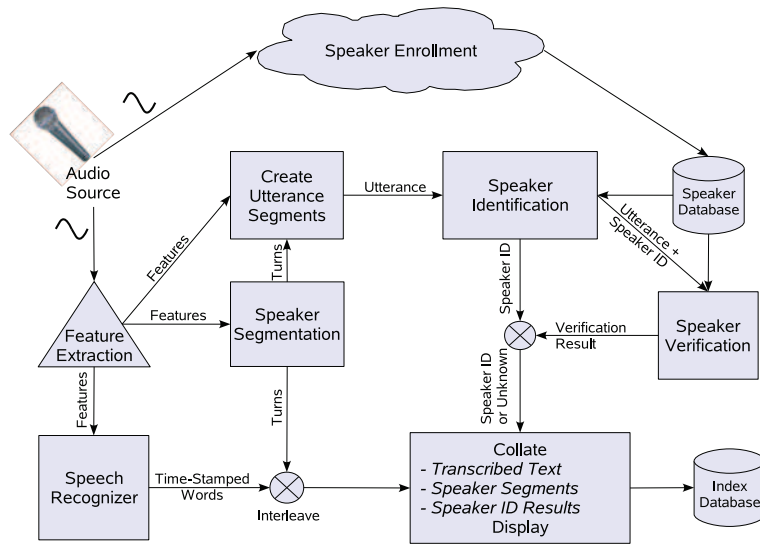 Speaker Enrollment
Audio
Source
Create
Utterance
Segments
Utterance
Speaker
Identification
Speaker
Database
Features
Turns
Utterance +
Speaker ID
Speaker ID
Feature
Extraction
Features
Speaker
Segmentation
Verification
Result
Speaker
Verification
Features
Turns
Speaker ID
or Unknown
Speech
Recognizer
Time-Stamped
Words
Interleave
Collate
- Transcribed Text
- Speaker Segments
- Speaker ID Results
Display
Index
Database